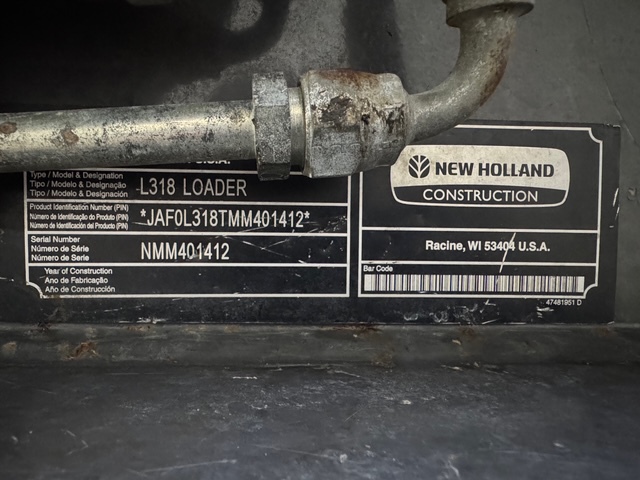 U.S.A.
Type / Model & Designation
Tipo / Modelo & Designação
Tipo / Modelo & Designación
L318 LOADER
Product Identification Number (PIN)
Número de Identificação do Produto (PIN)
Número de Identificación del Producto (PIN)
*JAF0L318TMM401412*
Serial Number
Número de Série
Número de Serie
NMM401412
Year of Construction
Ano de Fabricação
Año de Construcción
NEW HOLLAND
CONSTRUCTION
Racine, WI 53404 U.S.A.
Bar Code
47481951 D